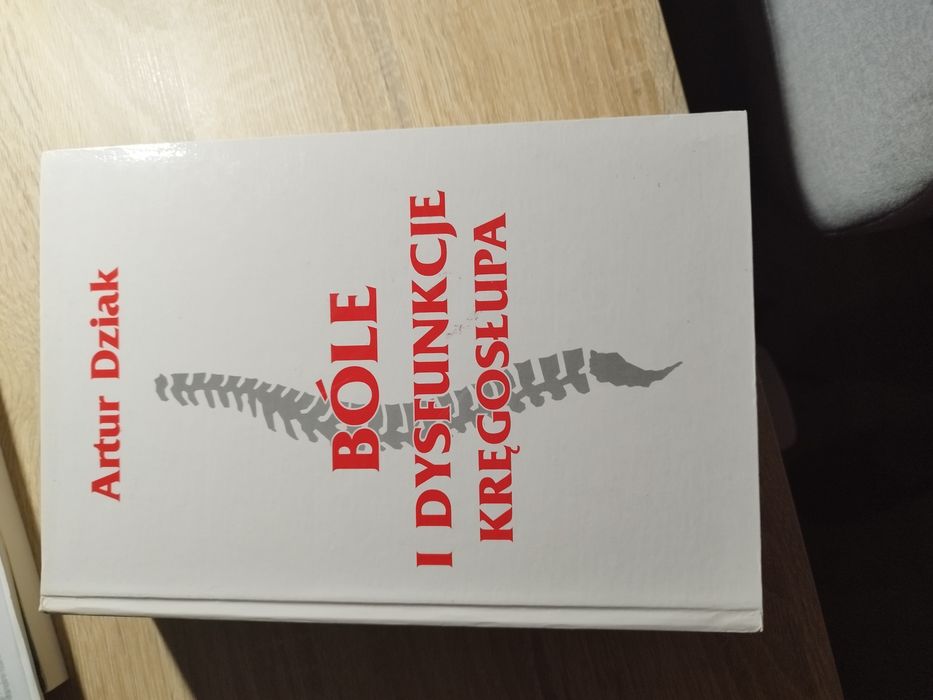 Artur Dziak
BÓLE
I DYSFUNKCJE
KRĘGOSŁUPA